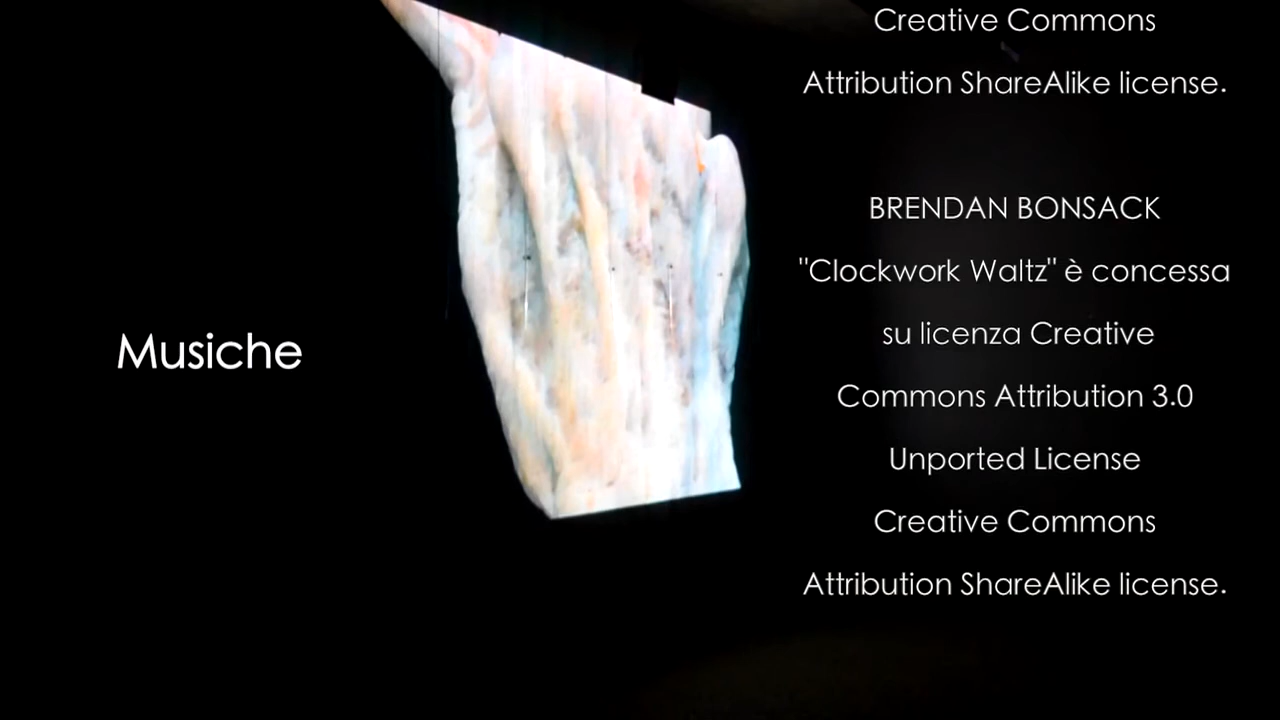 Musiche
Creative Commons
Attribution ShareAlike license.
BRENDAN BONSACK
"Clockwork Waltz" è concessa
su licenza Creative
Commons Attribution 3.0
Unported License
Creative Commons
Attribution ShareAlike license.